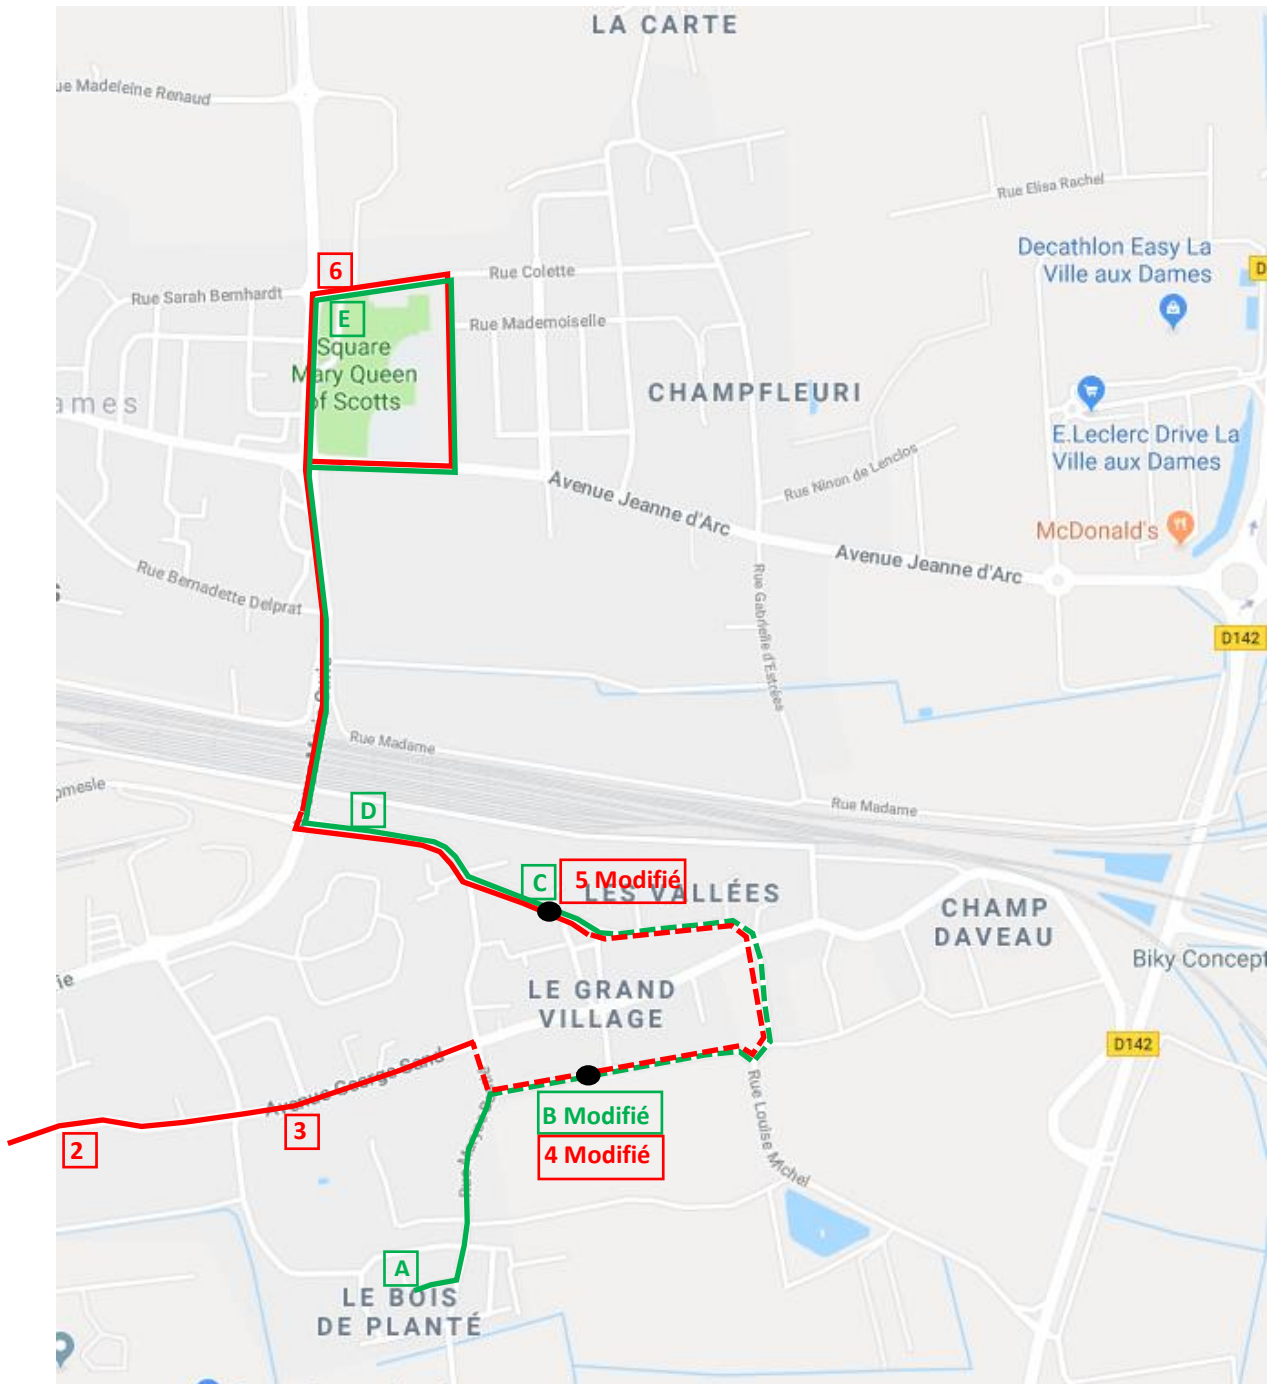 LA CARTE
ue Madeleine Renaud
Rue Elisa Rachel
Decathlon Easy La
Ville aux Dames
D
6
Rue Colette
Rue Sarah Bernhardt
E
Rue Mademoiselle
Square
Mary Queen
of Scotts
ames
CHAMPFLEURI
E.Leclerc Drive La
Ville aux Dames
Rue Ninon de Lenclos
Avenue Jeanne d'Arc
McDonald's
Avenue Jeanne d'Arc
Rue Bernadette Delprat
s
Rue Gabrielle d'Estrées
D142
Rue Madame
omesle
D
Rue Madame
C
5 Modifié
LES VALLÉES
CHAMP
DAVEAU
Biky Concept
ie
LE GRAND
VILLAGE
D142
Avenue George Sand
B Modifié
4 Modifié
3
2
Rue Louise Michel
A
LE BOIS
DE PLANTÉ